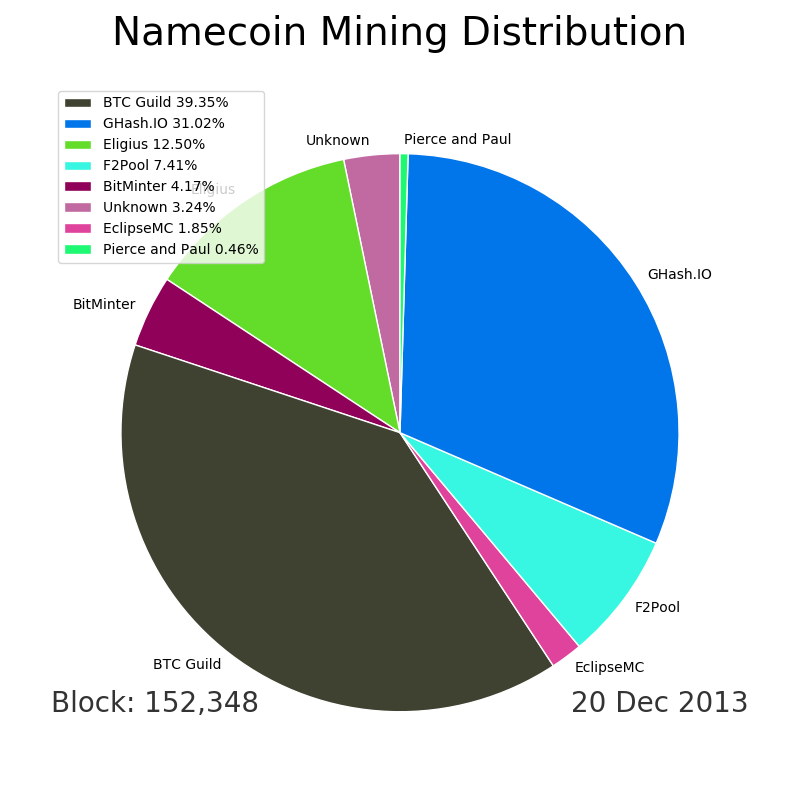 Namecoin Mining Distribution
BTC Guild 39.35%
GHash.IO 31.02%
Eligius 12.50%
F2Pool 7.41%
BitMinter 4.17%
Unknown 3.24%
EclipseMC 1.85%
Pierce and Paul 0.46%
Unknown
Pierce and Paul
Eligius
GHash.IO
BitMinter
F2Pool
BTC Guild
EclipseMC
Block: 152,348
20 Dec 2013